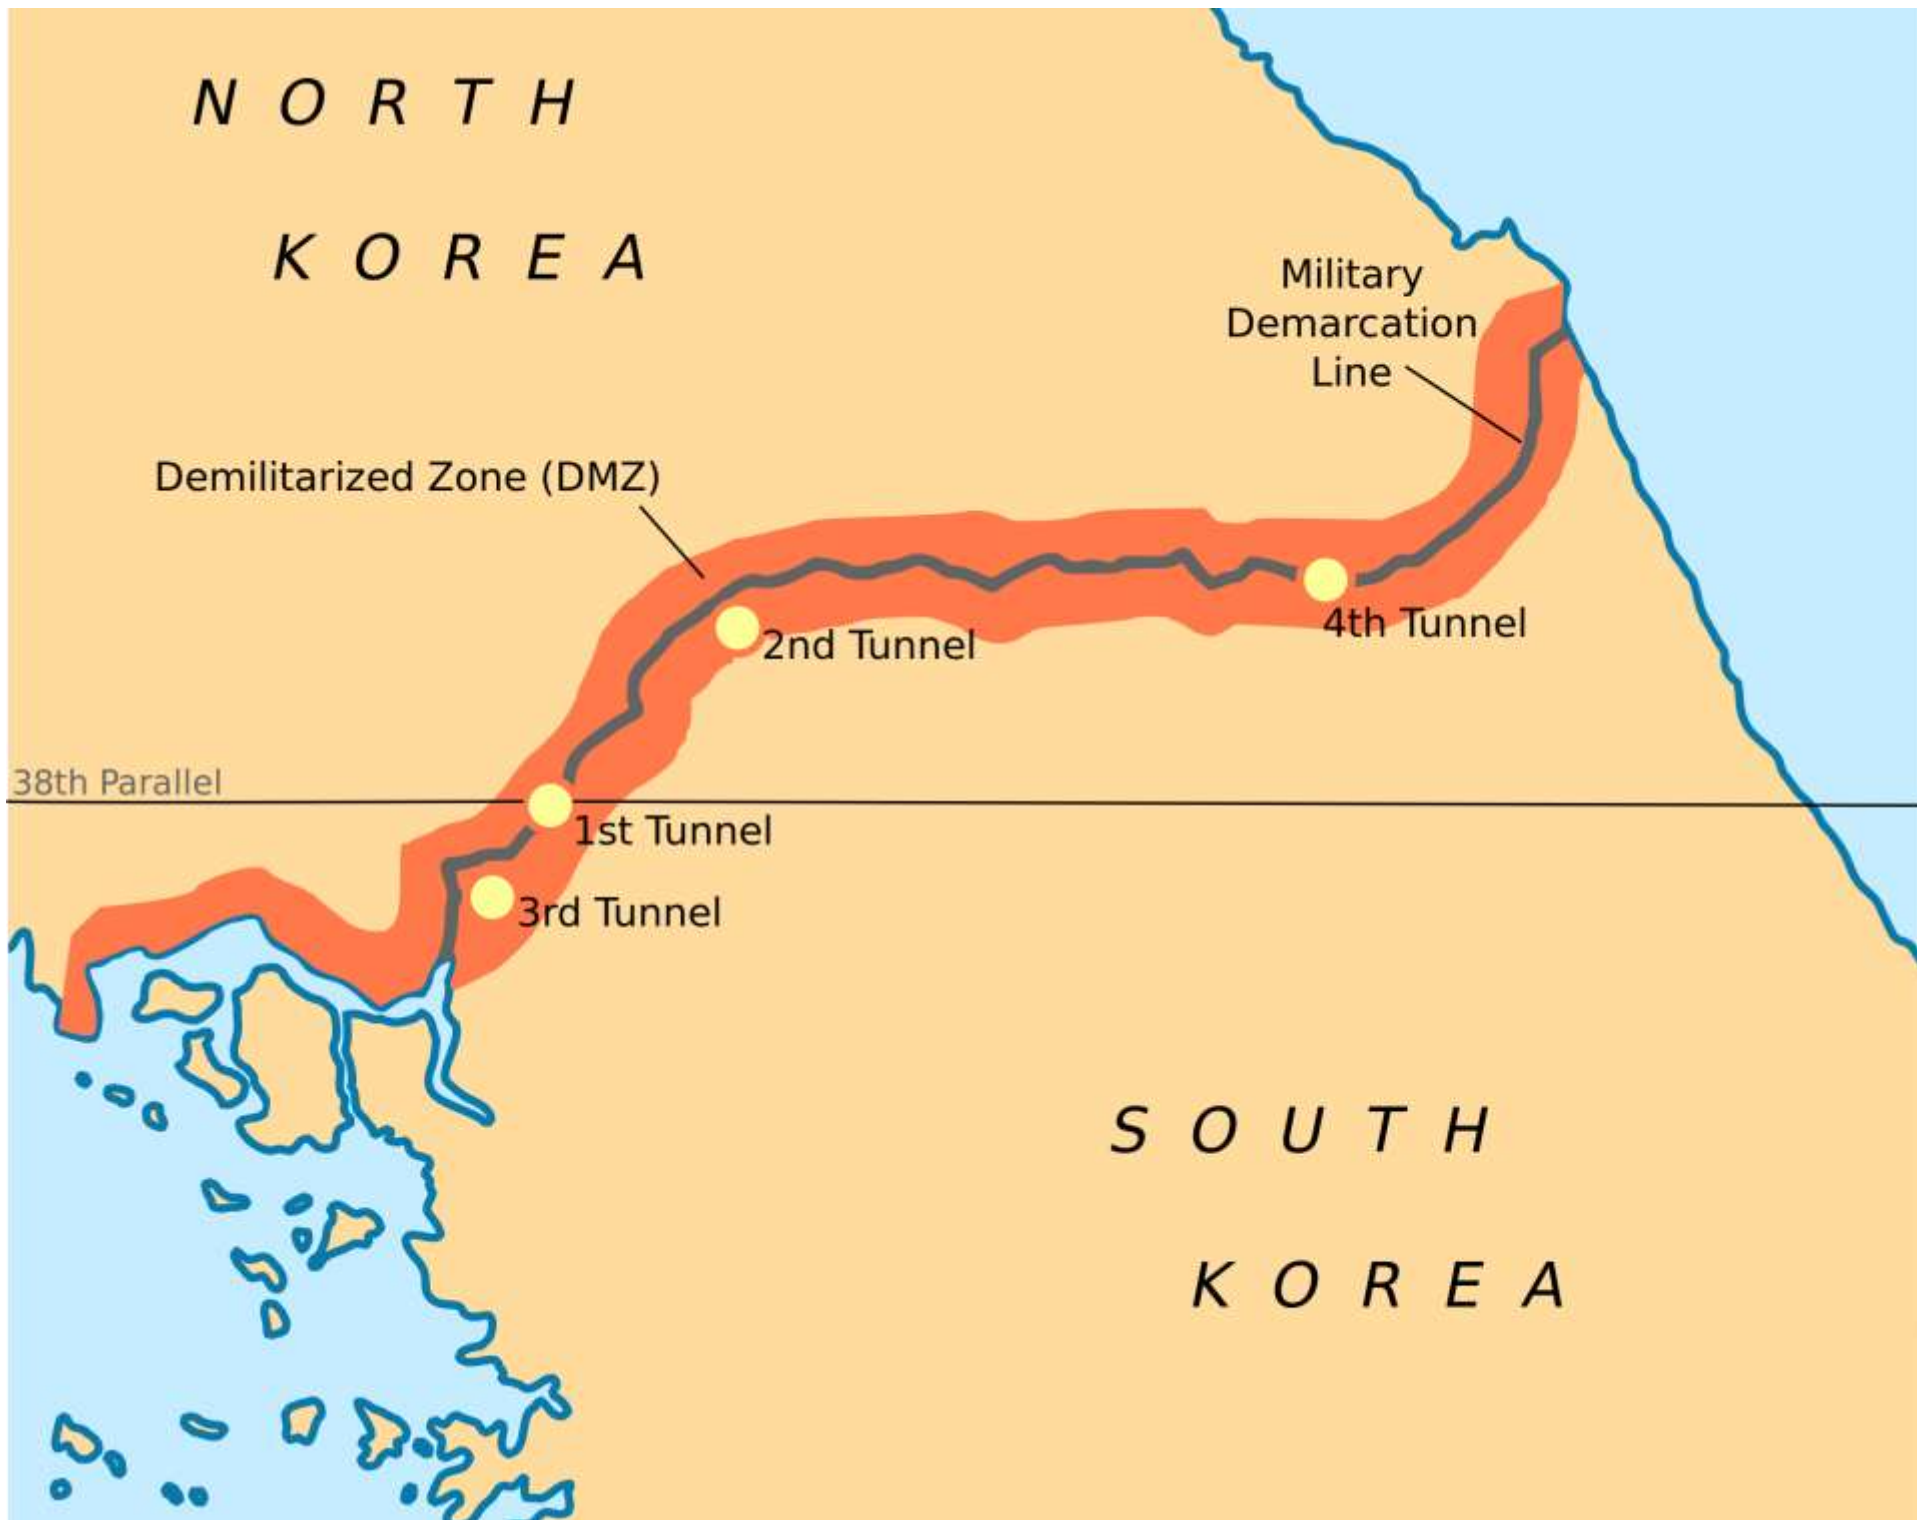 N O R T H
K O R E A
Military
Demarcation
Line
Demilitarized Zone (DMZ)
4th Tunnel
2nd Tunnel
38th Parallel
1st Tunnel
3rd Tunnel
S O U T H
K O R E A